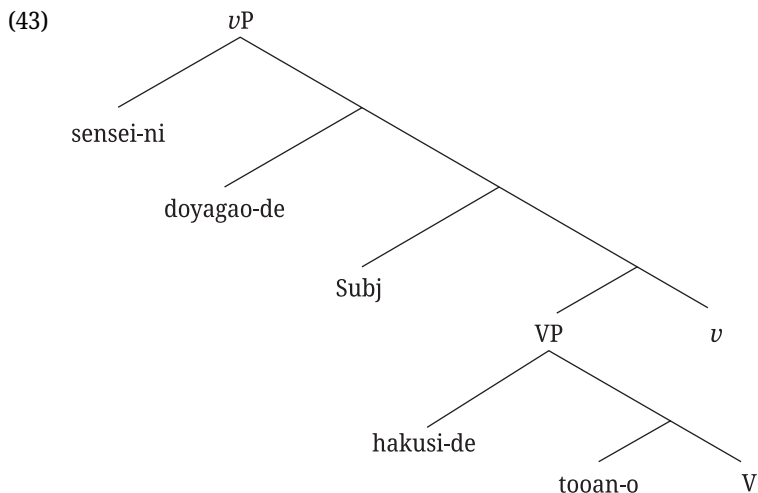 (43)
vP
sensei-ni
doyagao-de
Subj
VP
v
hakusi-de
tooan-o
V